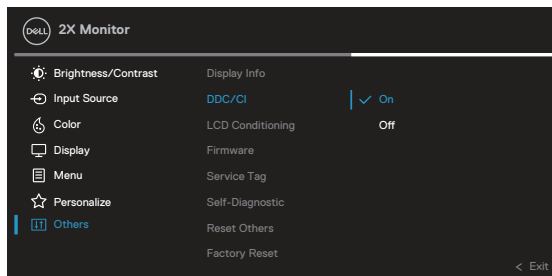 DELL 2X Monitor
Brightness/Contrast Display Info
Input Source DDC/CI On
Color LCD Conditioning Off
Display Firmware
Menu Service Tag
Personalize Self-Diagnostic
Others Reset Others
Factory Reset
< Exit